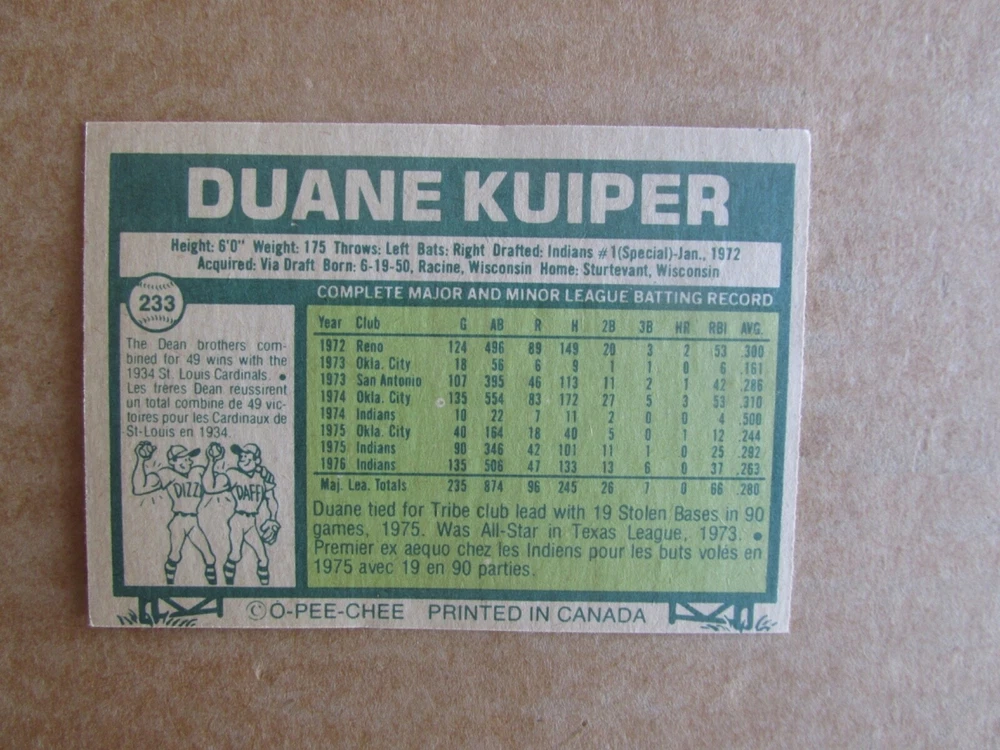 DUANE KUIPER
Height: 6'0" Weight: 175 Throws: Left Bats: Right Drafted: Indians #1(Special)-Jan., 1972
Acquired: Via Draft Born: 6-19-50, Racine, Wisconsin Home: Sturtevant, Wisconsin
233
The Dean brothers com-
bined for 49 wins with the
1934 St. Louis Cardinals. •
Les frères Dean reussirent
un total combine de 49 vic-
toires pour les Cardinaux de
St-Louis en 1934.
DIZZ
DAFF
COMPLETE MAJOR AND MINOR LEAGUE BATTING RECORD
Year Club G AB R H 2B 3B HR RBI AVG.
1972 Reno 124 496 89 149 20 3 2 53 .300
1973 Okla. City 18 56 6 9 1 1 0 6 .161
1973 San Antonio 107 395 46 113 11 2 1 42 .286
1974 Okla. City 135 554 83 172 27 5 3 53 .310
1974 Indians 10 22 7 11 2 0 0 4 .500
1975 Okla. City 40 164 18 40 5 0 1 12 .244
1975 Indians 90 346 42 101 11 1 0 25 .292
1976 Indians 135 506 47 133 13 6 0 37 .263
Maj. Lea. Totals 235 874 96 245 26 7 0 66 .280
Duane tied for Tribe club lead with 19 Stolen Bases in 90
games, 1975. Was All-Star in Texas League, 1973. •
Premier ex aequo chez les Indiens pour les buts volés en
1975 avec 19 en 90 parties.
© O-PEE-CHEE PRINTED IN CANADA